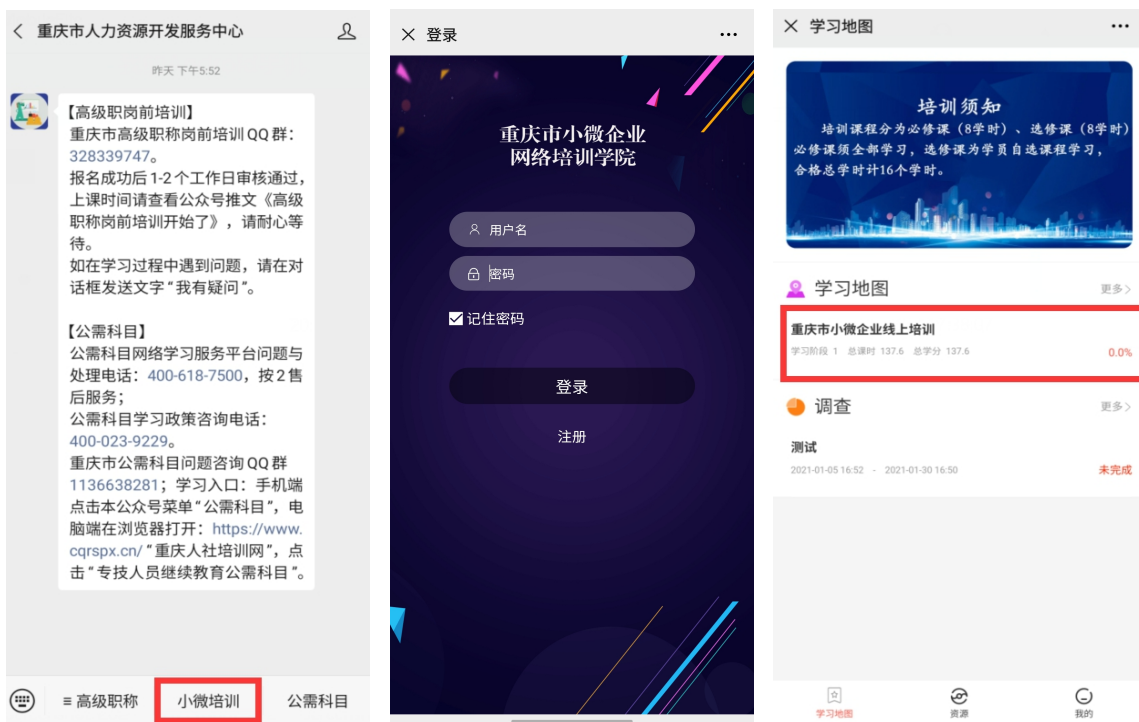 重庆市人力资源开发服务中心
昨天 下午5:52
【高级职岗前培训】
重庆市高级职称岗前培训QQ群：
328339747。
报名成功后1-2个工作日审核通过，
上课时间请查看公众号推文《高级
职称岗前培训开始了》，请耐心等
待。
如在学习过程中遇到问题，请在对
话框发送文字“我有疑问”。
【公需科目】
公需科目网络学习服务平台问题与
处理电话：400-618-7500，按2售
后服务；
公需科目学习政策咨询电话：
400-023-9229。
重庆市公需科目问题咨询QQ群
1136638281；学习入口：手机端
点击本公众号菜单“公需科目”，电
脑端在浏览器打开：https://www.
cqrspx.cn/“重庆人社培训网”，点
击“专技人员继续教育公需科目”。
高级职称
小微培训
公需科目
登录
重庆市小微企业
网络培训学院
用户名
密码
记住密码
登录
注册
学习地图
培训须知
培训课程分为必修课（8学时）、选修课（8学时）
必修课须全部学习，选修课为学员自选课程学习，
合格总学时计16个学时。
学习地图
更多
重庆市小微企业线上培训
学习阶段 1 总课时 137.6 总学分 137.6
0.0%
调查
更多
测试
2021-01-05 16:52 - 2021-01-30 16:50
未完成
学习地图
资源
我的